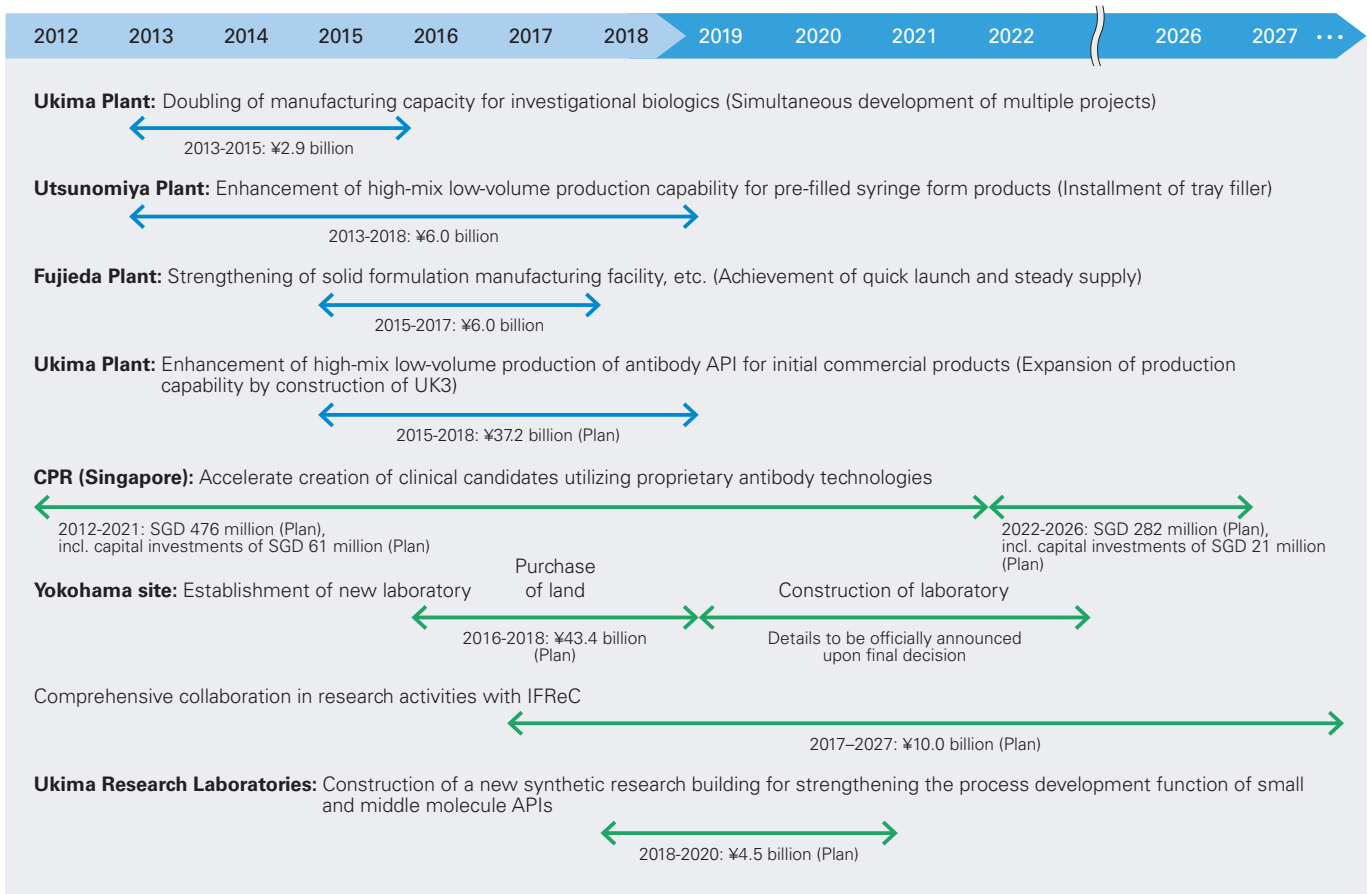 2012 2013 2014 2015 2016 2017 2018 2019 2020 2021 2022 2026 2027 ···
Ukima Plant: Doubling of manufacturing capacity for investigational biologics (Simultaneous development of multiple projects)
2013-2015: ¥2.9 billion
Utsunomiya Plant: Enhancement of high-mix low-volume production capability for pre-filled syringe form products (Installment of tray filler)
2013-2018: ¥6.0 billion
Fujieda Plant: Strengthening of solid formulation manufacturing facility, etc. (Achievement of quick launch and steady supply)
2015-2017: ¥6.0 billion
Ukima Plant: Enhancement of high-mix low-volume production of antibody API for initial commercial products (Expansion of production
capability by construction of UK3)
2015-2018: ¥37.2 billion (Plan)
CPR (Singapore): Accelerate creation of clinical candidates utilizing proprietary antibody technologies
2012-2021: SGD 476 million (Plan),
incl. capital investments of SGD 61 million (Plan)
2022-2026: SGD 282 million (Plan),
incl. capital investments of SGD 21 million
(Plan)
Yokohama site: Establishment of new laboratory
Purchase
of land
Construction of laboratory
2016-2018: ¥43.4 billion
(Plan)
Details to be officially announced
upon final decision
Comprehensive collaboration in research activities with IFReC
2017–2027: ¥10.0 billion (Plan)
Ukima Research Laboratories: Construction of a new synthetic research building for strengthening the process development function of small
and middle molecule APIs
2018-2020: ¥4.5 billion (Plan)